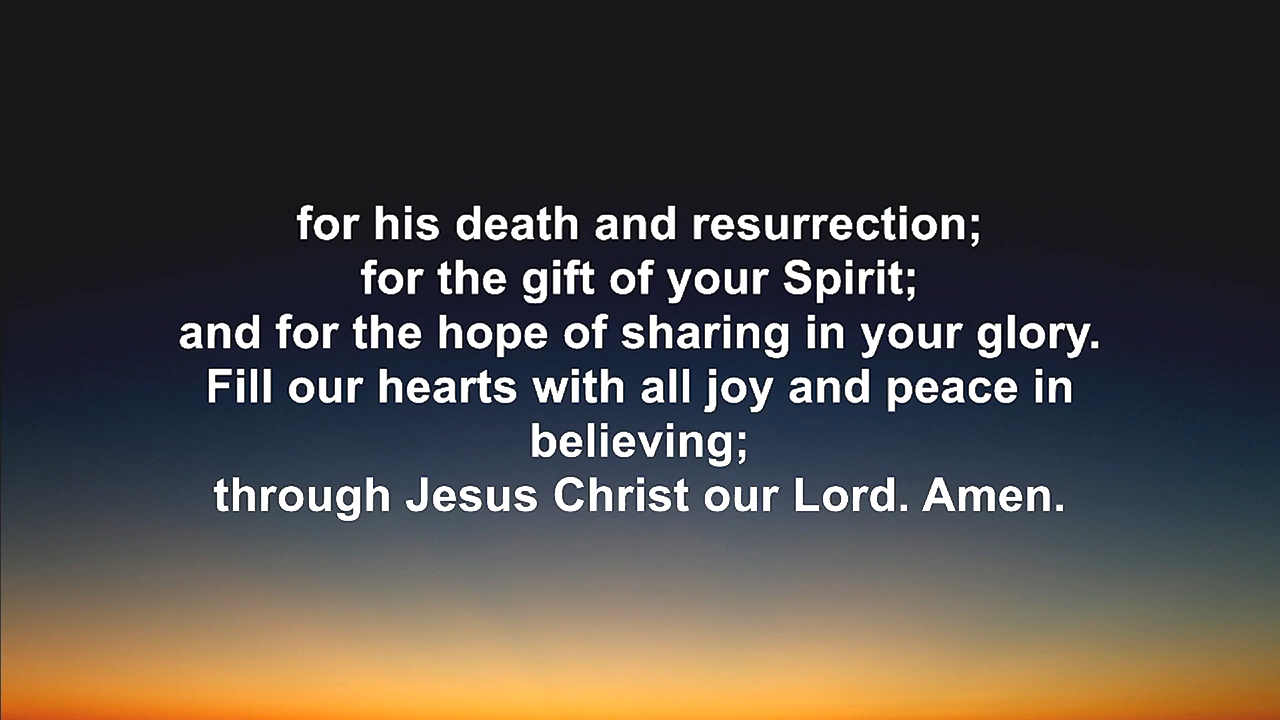 for his death and resurrection;
for the gift of your Spirit;
and for the hope of sharing in your glory.
Fill our hearts with all joy and peace in
believing;
through Jesus Christ our Lord. Amen.